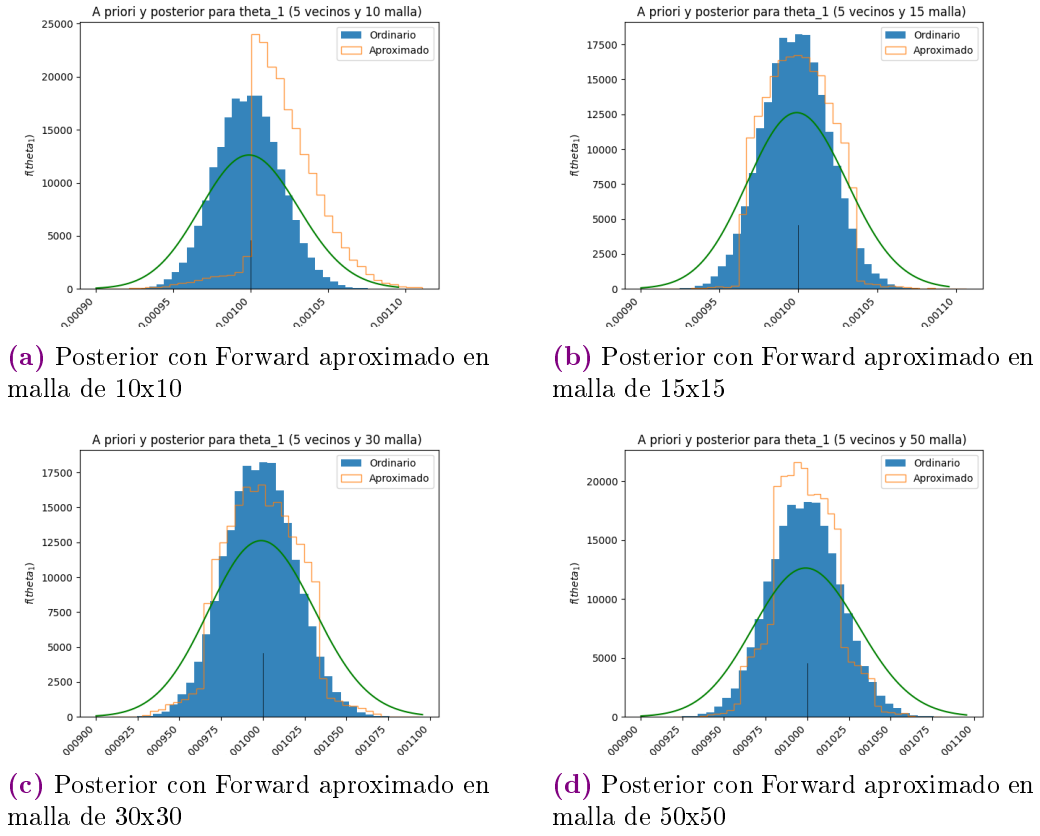 A priori y posterior para theta_1 (5 vecinos y 10 malla)
25000
20000
15000
10000
5000
0
f(theta₁)
Ordinario
Aproximado
0.00090
0.00095
0.00100
0.00105
0.00110
(a) Posterior con Forward aproximado en
malla de 10x10
A priori y posterior para theta_1 (5 vecinos y 15 malla)
17500
15000
12500
10000
7500
5000
2500
0
f(theta₁)
Ordinario
Aproximado
0.00090
0.00095
0.00100
0.00105
0.00110
(b) Posterior con Forward aproximado en
malla de 15x15
A priori y posterior para theta_1 (5 vecinos y 30 malla)
17500
15000
12500
10000
7500
5000
2500
0
f(theta₁)
Ordinario
Aproximado
000900
000925
000950
000975
001000
001025
001050
001075
001100
(c) Posterior con Forward aproximado en
malla de 30x30
A priori y posterior para theta_1 (5 vecinos y 50 malla)
20000
15000
10000
5000
0
f(theta₁)
Ordinario
Aproximado
000900
000925
000950
000975
001000
001025
001050
001075
001100
(d) Posterior con Forward aproximado en
malla de 50x50